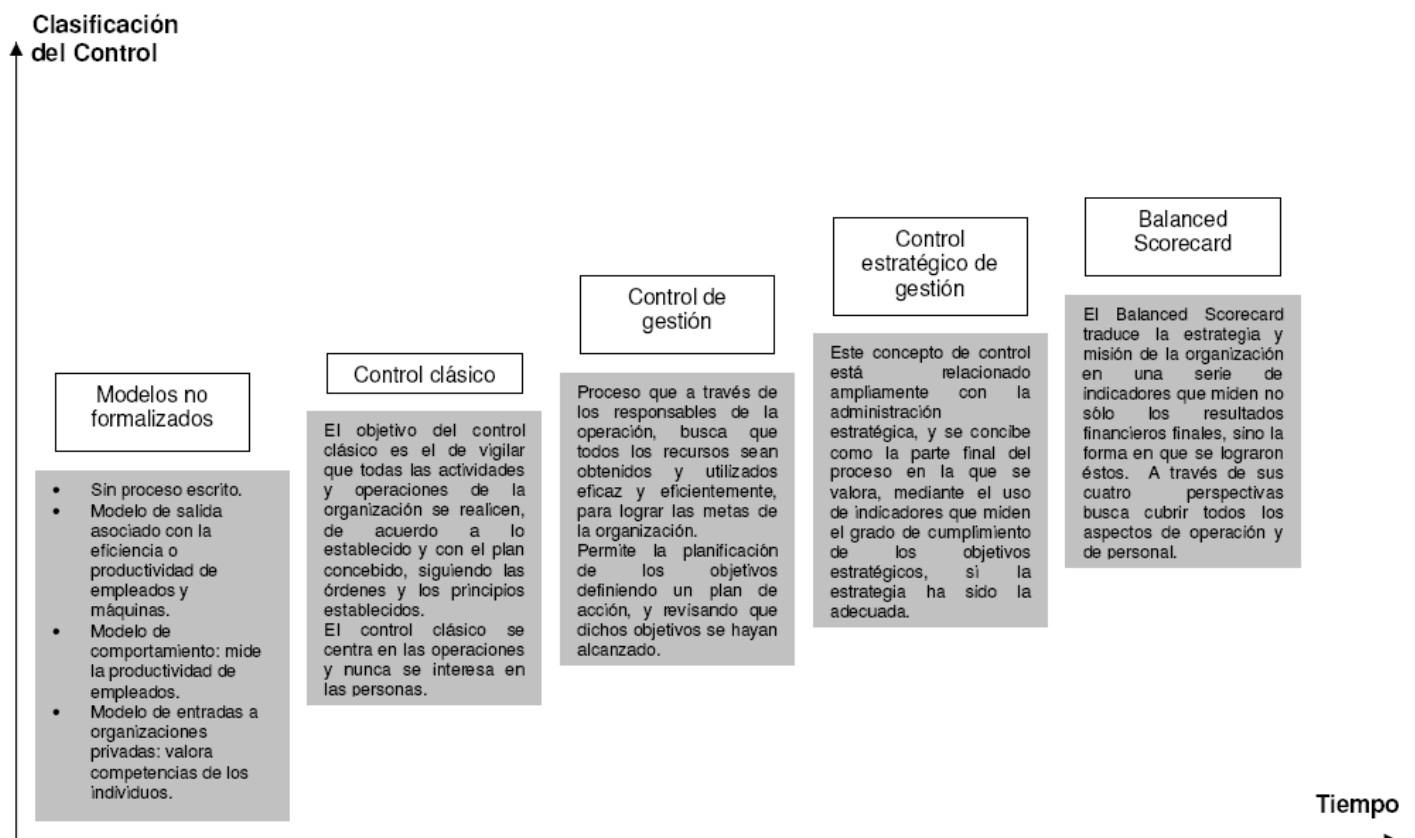 Clasificación
del Control
Modelos no
formalizados
• Sin proceso escrito.
• Modelo de salida
asociado con la
eficiencia o
productividad de
empleados y
máquinas.
• Modelo de
comportamiento: mide
la productividad de
empleados.
• Modelo de entradas a
organizaciones
privadas: valora
competencias de los
individuos.
Control clásico
El objetivo del control
clásico es el de vigilar
que todas las actividades
y operaciones de la
organización se realicen,
de acuerdo a lo
establecido y con el plan
concebido, siguiendo las
órdenes y los principios
establecidos.
El control clásico se
centra en las operaciones
y nunca se interesa en
las personas.
Control de
gestión
Proceso que a través de
los responsables de la
operación, busca que
todos los recursos sean
obtenidos y utilizados
eficaz y eficientemente,
para lograr las metas de
la organización.
Permite la planificación
de los objetivos
definiendo un plan de
acción, y revisando que
dichos objetivos se hayan
alcanzado.
Control
estratégico de
gestión
Este concepto de control
está relacionado
ampliamente con la
administración
estratégica, y se concibe
como la parte final del
proceso en la que se
valora, mediante el uso
de indicadores que miden
el grado de cumplimiento
de los objetivos
estratégicos, si la
estrategia ha sido la
adecuada.
Balanced
Scorecard
El Balanced Scorecard
traduce la estrategia y
misión de la organización
en una serie de
indicadores que miden no
sólo los resultados
financieros finales, sino la
forma en que se lograron
éstos. A través de sus
cuatro perspectivas
busca cubrir todos los
aspectos de operación y
de personal.
Tiempo